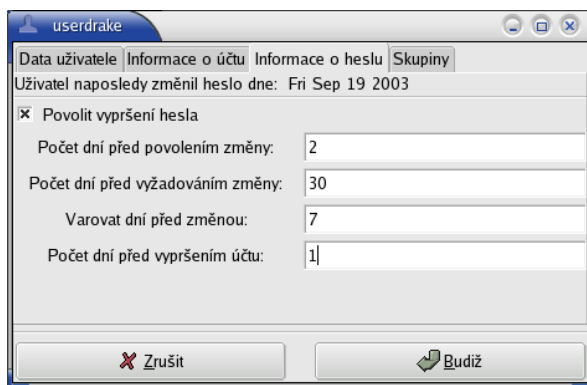 userdrake
Data uživatele Informace o účtu Informace o heslu Skupiny
Uživatel naposledy změnil heslo dne: Fri Sep 19 2003
Povolit vypršení hesla
Počet dní před povolením změny: 2
Počet dní před vyžadováním změny: 30
Varovat dní před změnou: 7
Počet dní před vypršením účtu: 1
Zrušit Budiž